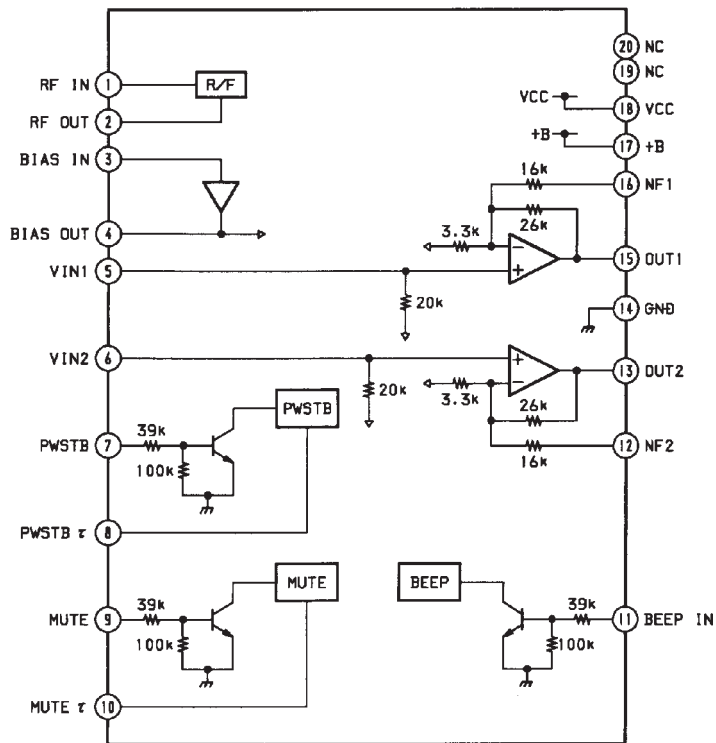 RF IN 1
R/F
RF OUT 2
BIAS IN 3
BIAS OUT 4
VIN1 5
20k
VIN2 6
20k
PWSTB
PWSTB 7
39k
100k
PWSTB τ 8
MUTE
MUTE 9
39k
100k
MUTE τ 10
20 NC
19 NC
VCC
18 VCC
+B
17 +B
16k
16 NF1
26k
3.3k
−
+
15 OUT1
14 GND
+
−
13 OUT2
3.3k
26k
12 NF2
16k
BEEP
39k
11 BEEP IN
100k